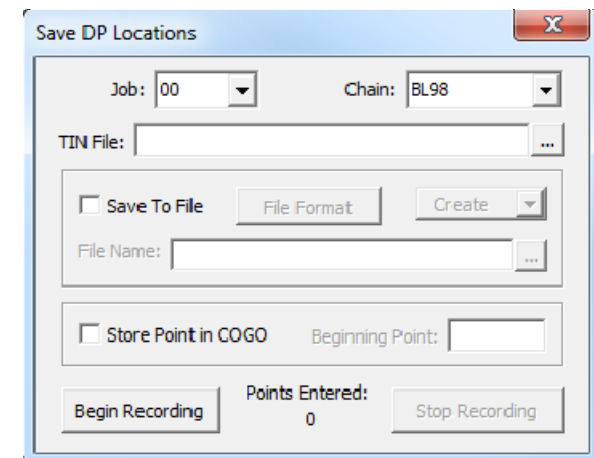 Save DP Locations
Job: 00 Chain: BL98
TIN File: ...
Save To File File Format Create
File Name: ...
Store Point in COGO Beginning Point:
Begin Recording Points Entered: Stop Recording
0